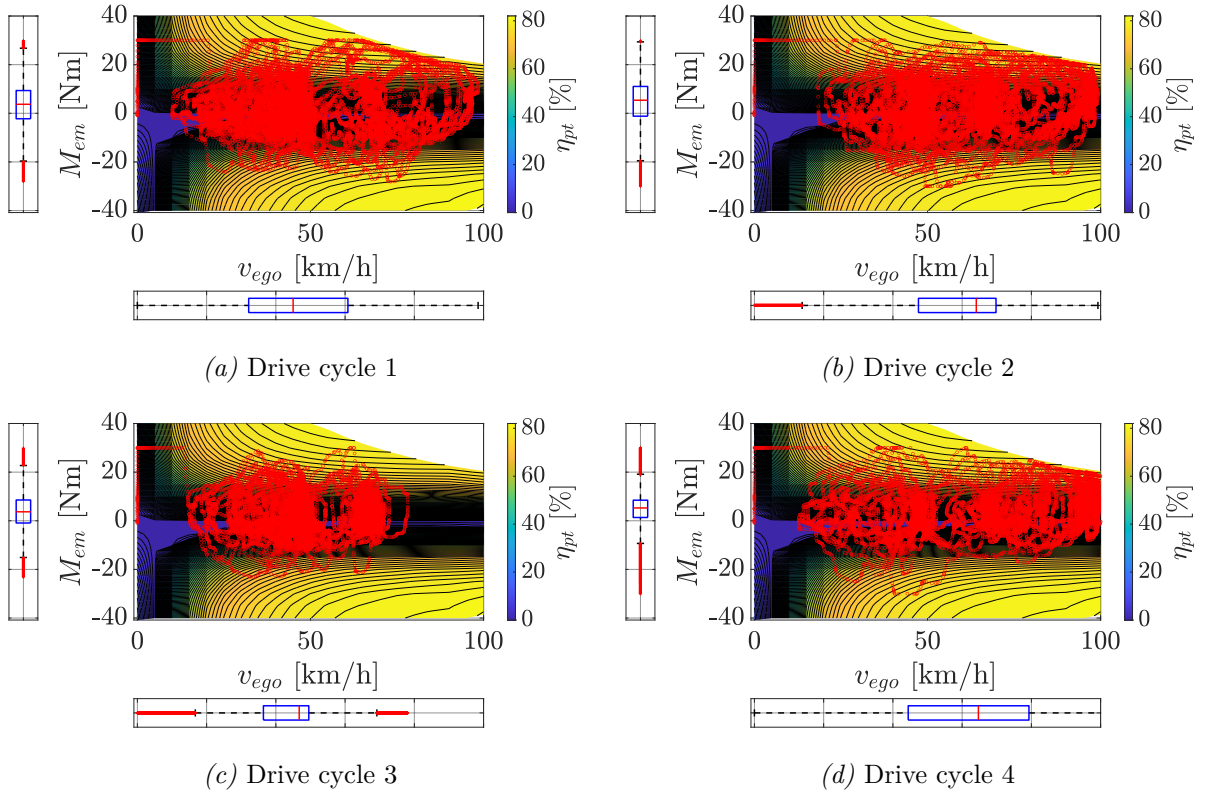 40
20
0
-20
-40
M_em [Nm]
0 50 100
v_ego [km/h]
80
60
40
20
0
η_pt [%]
(a) Drive cycle 1
40
20
0
-20
-40
M_em [Nm]
0 50 100
v_ego [km/h]
80
60
40
20
0
η_pt [%]
(b) Drive cycle 2
40
20
0
-20
-40
M_em [Nm]
0 50 100
v_ego [km/h]
80
60
40
20
0
η_pt [%]
(c) Drive cycle 3
40
20
0
-20
-40
M_em [Nm]
0 50 100
v_ego [km/h]
80
60
40
20
0
η_pt [%]
(d) Drive cycle 4